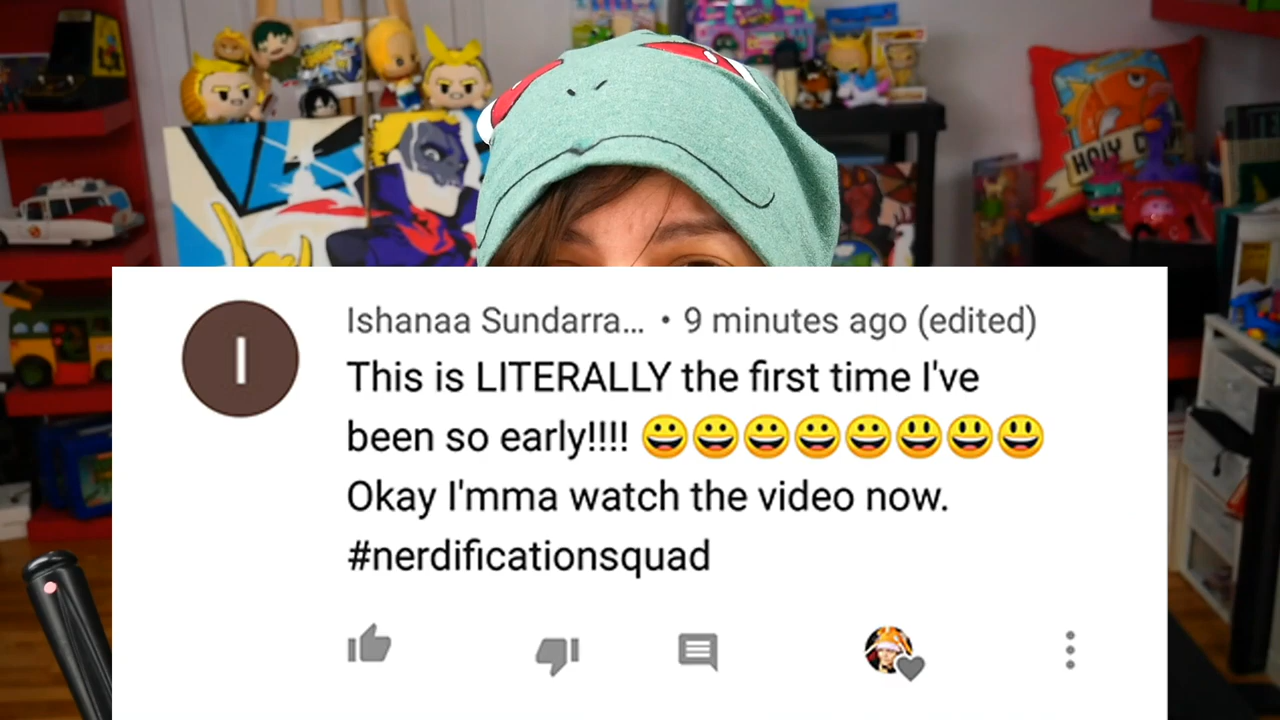 HOLY C
I
Ishanaa Sundarra... • 9 minutes ago (edited)
This is LITERALLY the first time I've
been so early!!!! 😀😀😀😀😀😃😃😃
Okay I'mma watch the video now.
#nerdificationsquad